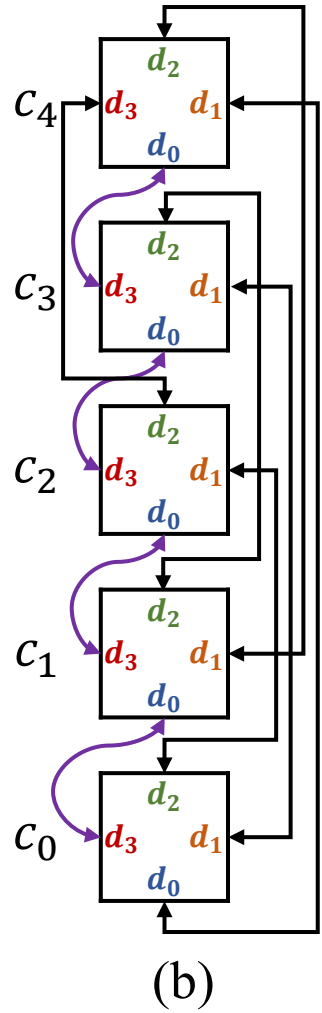 d₂
c₄ d₃ d₁
d₀
d₂
c₃ d₃ d₁
d₀
d₂
c₂ d₃ d₁
d₀
d₂
c₁ d₃ d₁
d₀
d₂
c₀ d₃ d₁
d₀
(b)